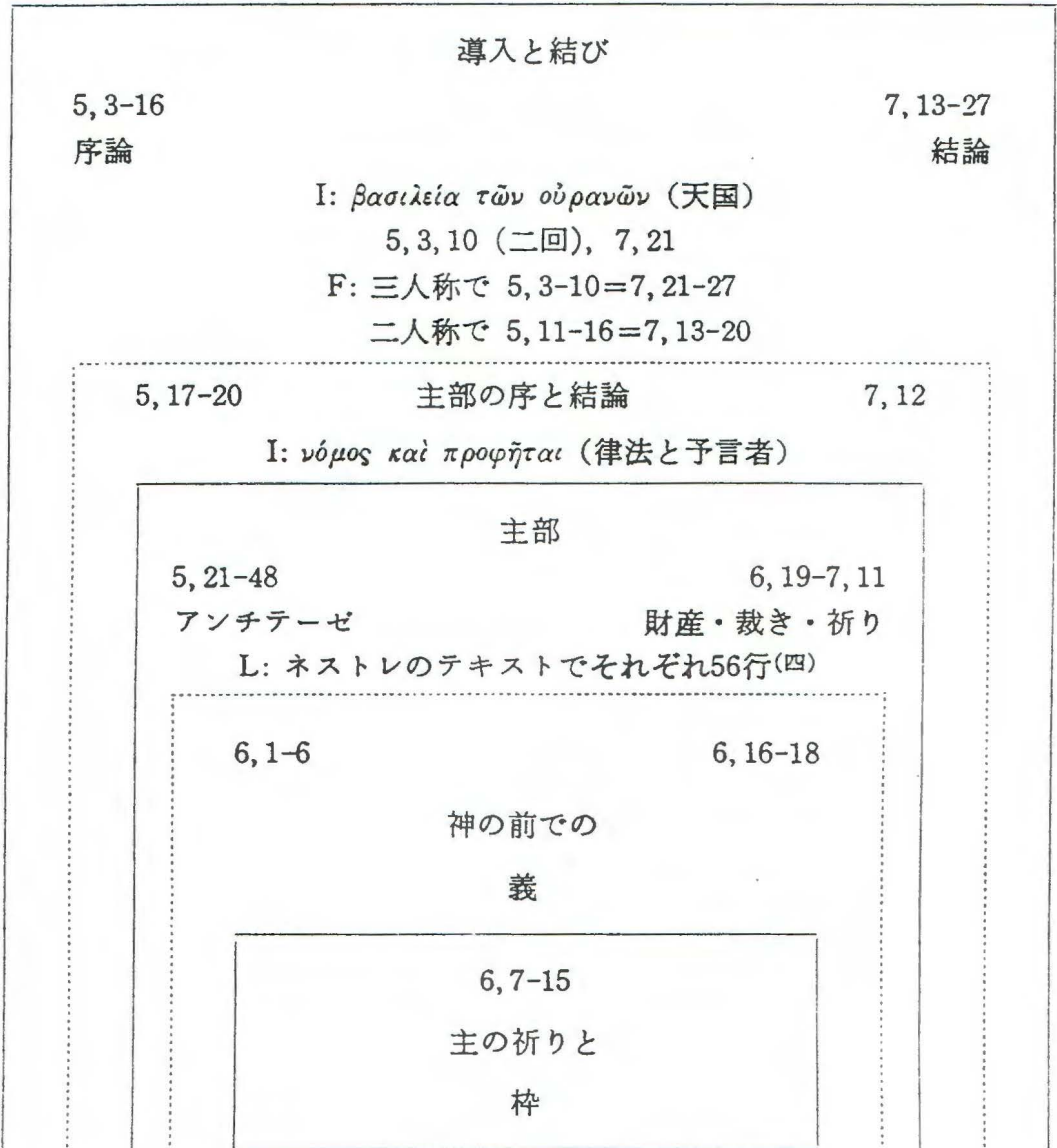 導入と結び
5, 3-16 7, 13-27
序論 結論
I: βασιλεία τῶν οὐρανῶν (天国)
5, 3, 10 (二回), 7, 21
F: 三人称で 5, 3-10=7, 21-27
二人称で 5, 11-16=7, 13-20
5, 17-20 主部の序と結論 7, 12
I: νόμος καὶ προφῆται (律法と予言者)
主部
5, 21-48 6, 19-7, 11
アンチテーゼ 財産・裁き・祈り
L: ネストレのテキストでそれぞれ56行(四)
6, 1-6 6, 16-18
神の前での
義
6, 7-15
主の祈りと
枠